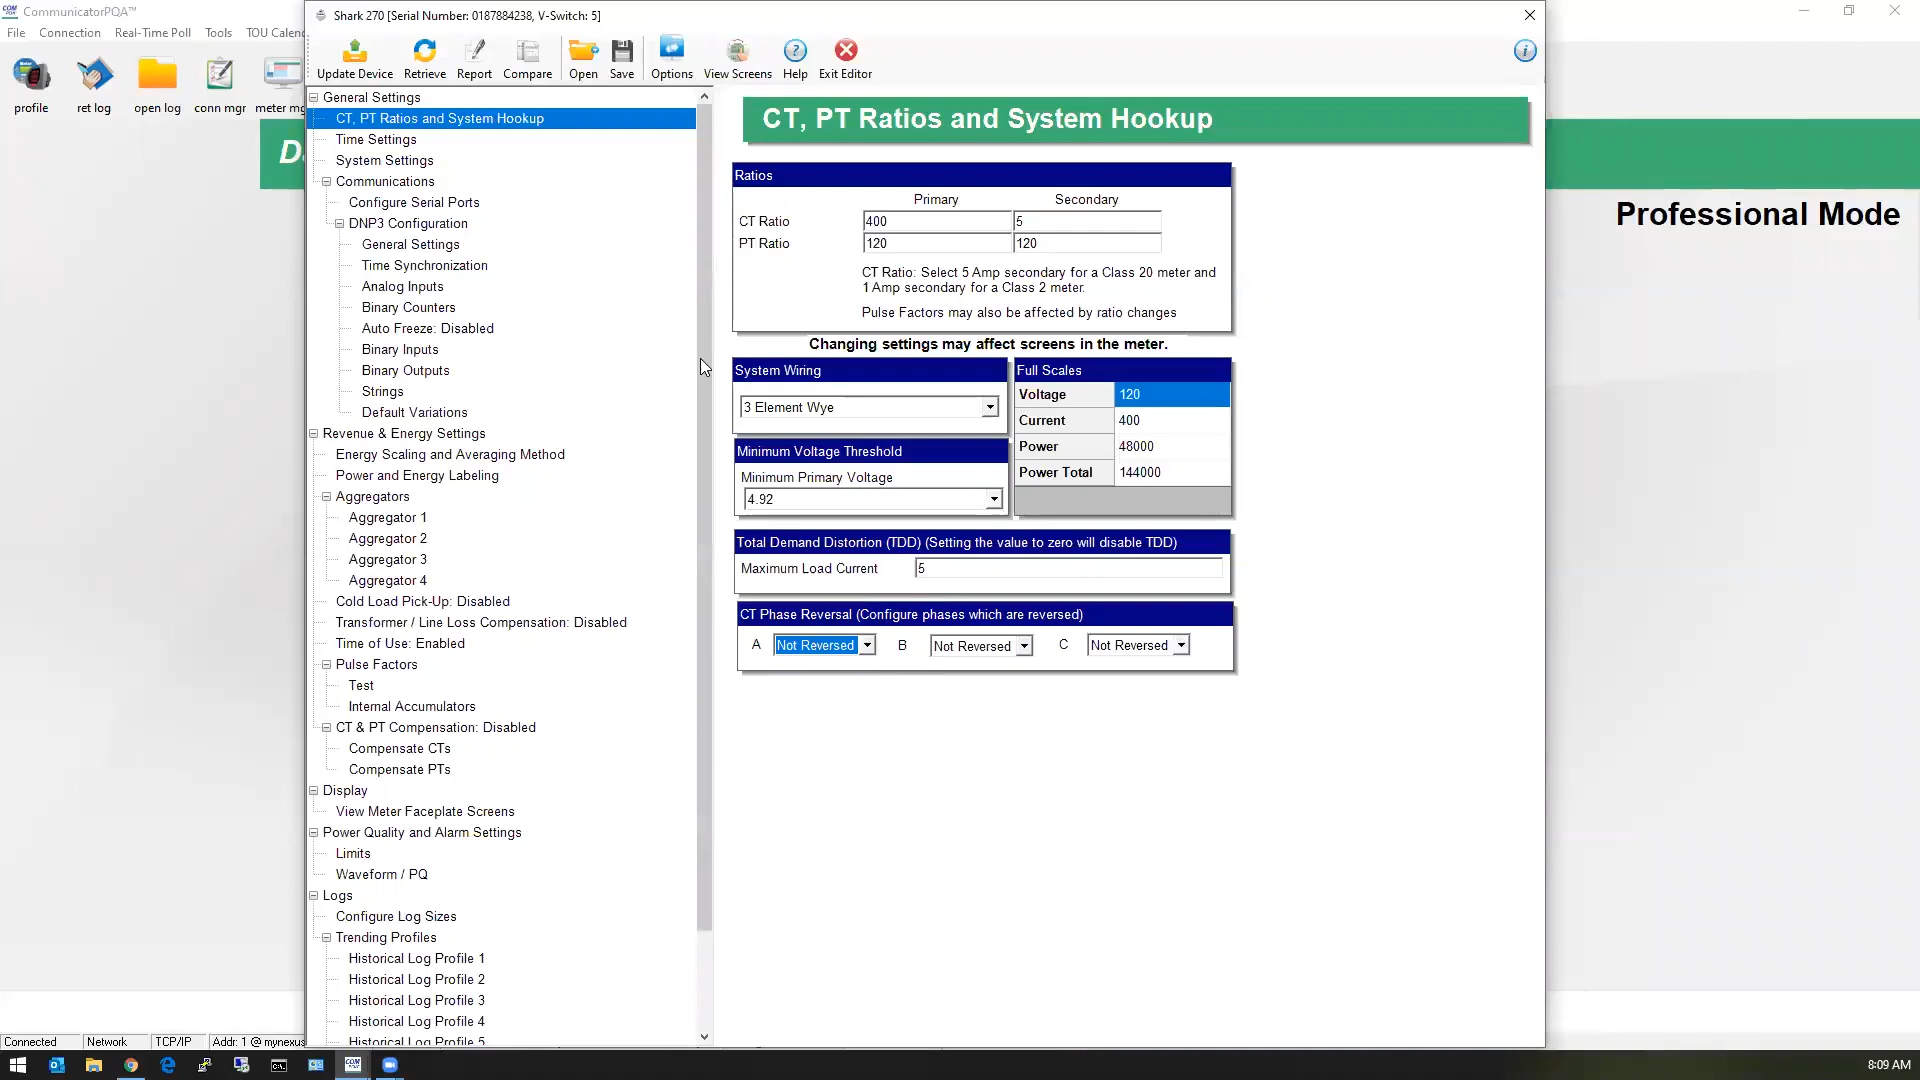 CommunicatorPQA™
File Connection Real-Time Poll Tools TOU Calend
profile ret log open log conn mgr meter mg
Professional Mode
Shark 270 [Serial Number: 0187884238, V-Switch: 5]
Update Device Retrieve Report Compare Open Save Options View Screens Help Exit Editor
General Settings
CT, PT Ratios and System Hookup
Time Settings
System Settings
Communications
Configure Serial Ports
DNP3 Configuration
General Settings
Time Synchronization
Analog Inputs
Binary Counters
Auto Freeze: Disabled
Binary Inputs
Binary Outputs
Strings
Default Variations
Revenue & Energy Settings
Energy Scaling and Averaging Method
Power and Energy Labeling
Aggregators
Aggregator 1
Aggregator 2
Aggregator 3
Aggregator 4
Cold Load Pick-Up: Disabled
Transformer / Line Loss Compensation: Disabled
Time of Use: Enabled
Pulse Factors
Test
Internal Accumulators
CT & PT Compensation: Disabled
Compensate CTs
Compensate PTs
Display
View Meter Faceplate Screens
Power Quality and Alarm Settings
Limits
Waveform / PQ
Logs
Configure Log Sizes
Trending Profiles
Historical Log Profile 1
Historical Log Profile 2
Historical Log Profile 3
Historical Log Profile 4
Historical Log Profile 5
CT, PT Ratios and System Hookup
Ratios
Primary Secondary
CT Ratio 400 5
PT Ratio 120 120
CT Ratio: Select 5 Amp secondary for a Class 20 meter and
1 Amp secondary for a Class 2 meter.
Pulse Factors may also be affected by ratio changes
Changing settings may affect screens in the meter.
System Wiring
3 Element Wye
Minimum Voltage Threshold
Minimum Primary Voltage
4.92
Full Scales
Voltage 120
Current 400
Power 48000
Power Total 144000
Total Demand Distortion (TDD) (Setting the value to zero will disable TDD)
Maximum Load Current 5
CT Phase Reversal (Configure phases which are reversed)
A Not Reversed B Not Reversed C Not Reversed
Connected Network TCP/IP Addr: 1 @ mynexus
8:09 AM